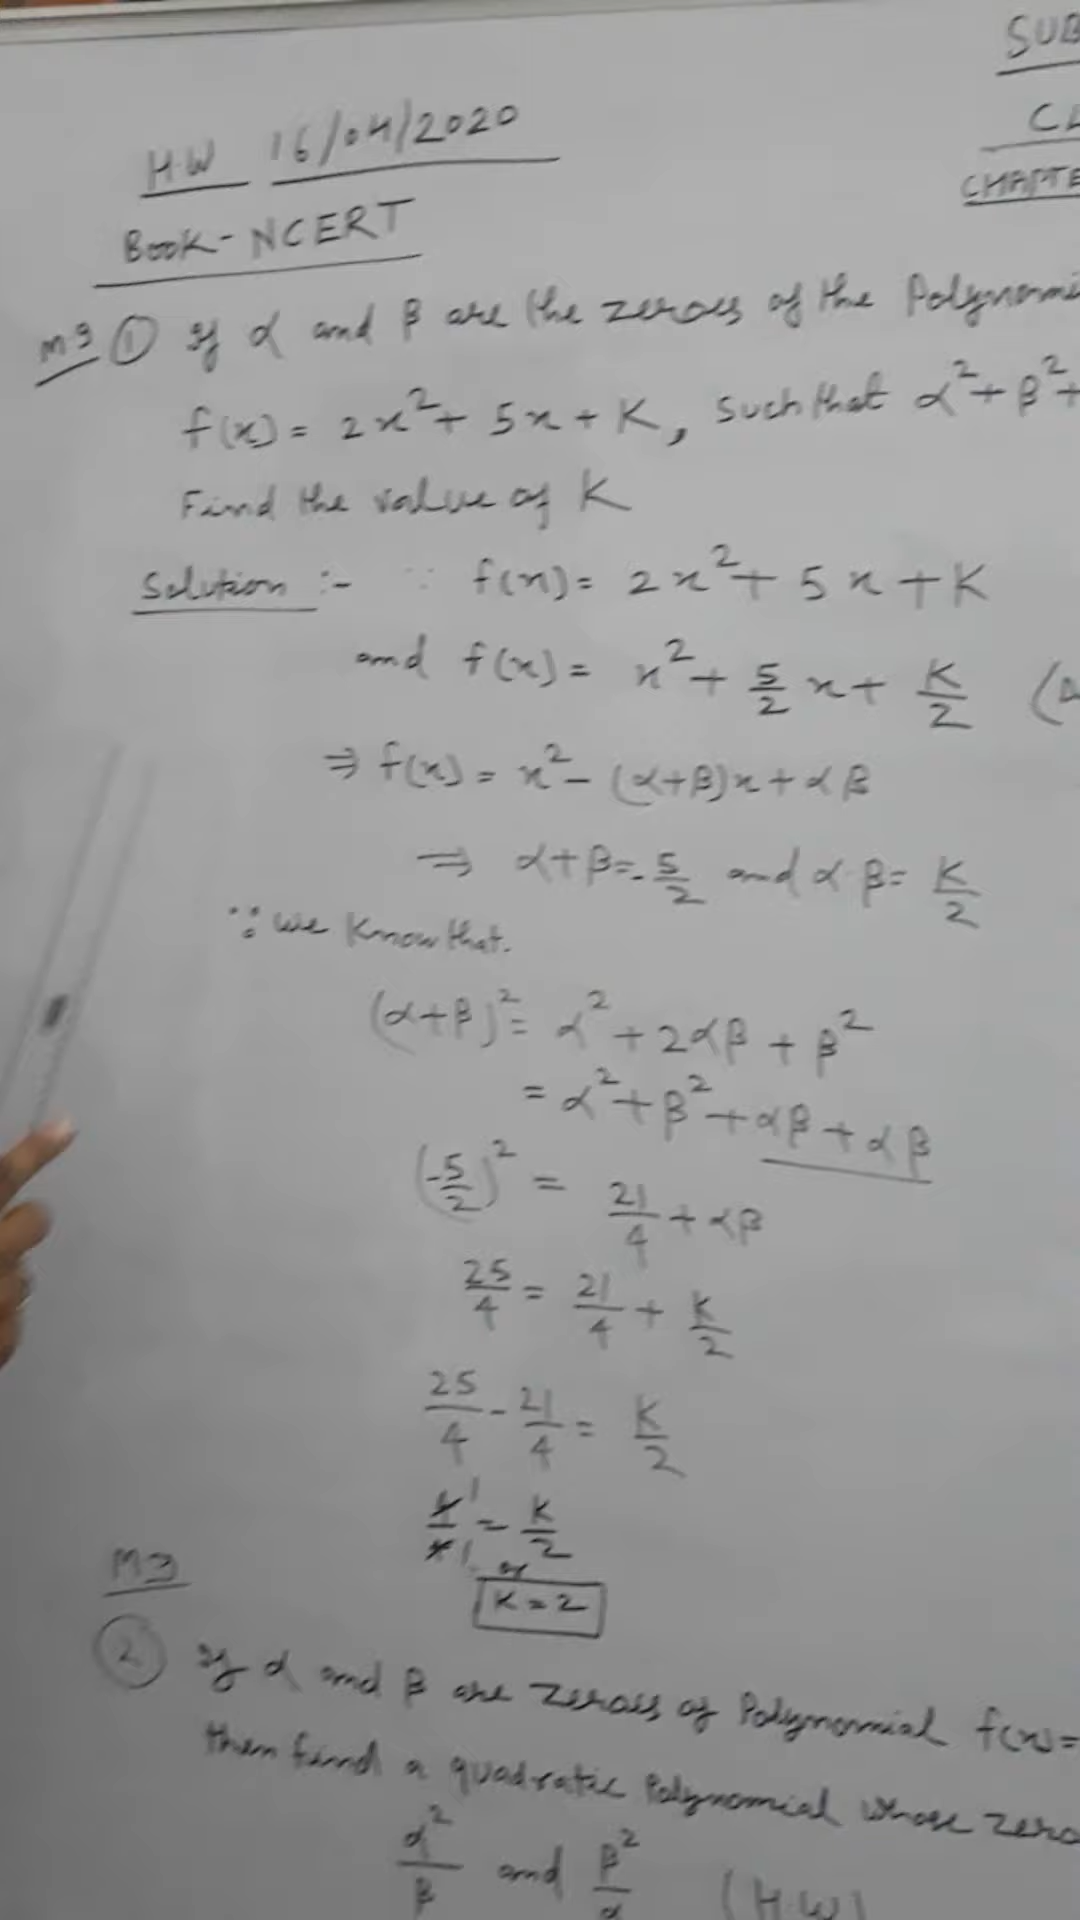 SUB
H.W 16/04/2020
CL
CHAPTE
BOOK - NCERT
M3 ① If α and β are the zeroes of the Polynomi
f(x) = 2x² + 5x + K, Such that α² + β² +
Find the value of K
Solution :- ∵ f(x) = 2x² + 5x + K
and f(x) = x² + 5/2 x + K/2 (
⇒ f(x) = x² - (α+β)x + αβ
⇒ α+β = -5/2 and α β = K/2
∵ we know that.
(α+β)² = α² + 2αβ + β²
= α² + β² + αβ + αβ
(-5/2)² = 21/4 + αβ
25/4 = 21/4 + K/2
25/4 - 21/4 = K/2
4/4 = K/2
or
K = 2
M3
② If α and β are zeroes of Polynomial f(x) =
then find a quadratic Polynomial whose zero
α²/β and β²/α (H.W)